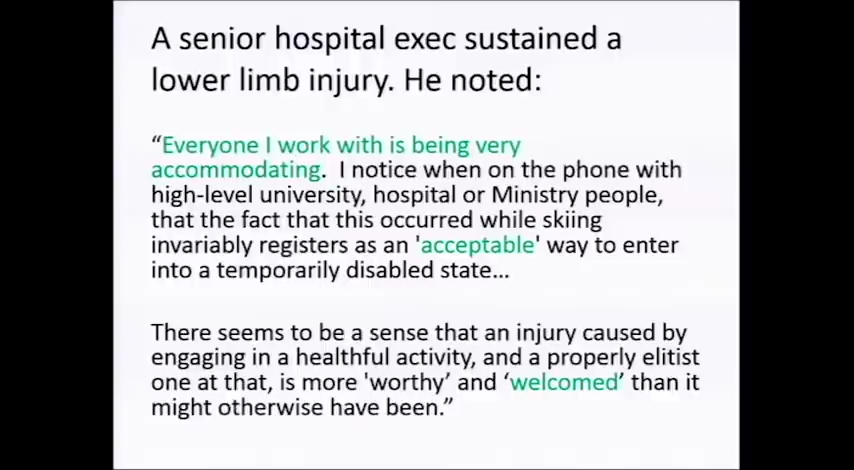 A senior hospital exec sustained a
lower limb injury. He noted:
“Everyone I work with is being very
accommodating. I notice when on the phone with
high-level university, hospital or Ministry people,
that the fact that this occurred while skiing
invariably registers as an 'acceptable' way to enter
into a temporarily disabled state…
There seems to be a sense that an injury caused by
engaging in a healthful activity, and a properly elitist
one at that, is more 'worthy’ and ‘welcomed’ than it
might otherwise have been.”